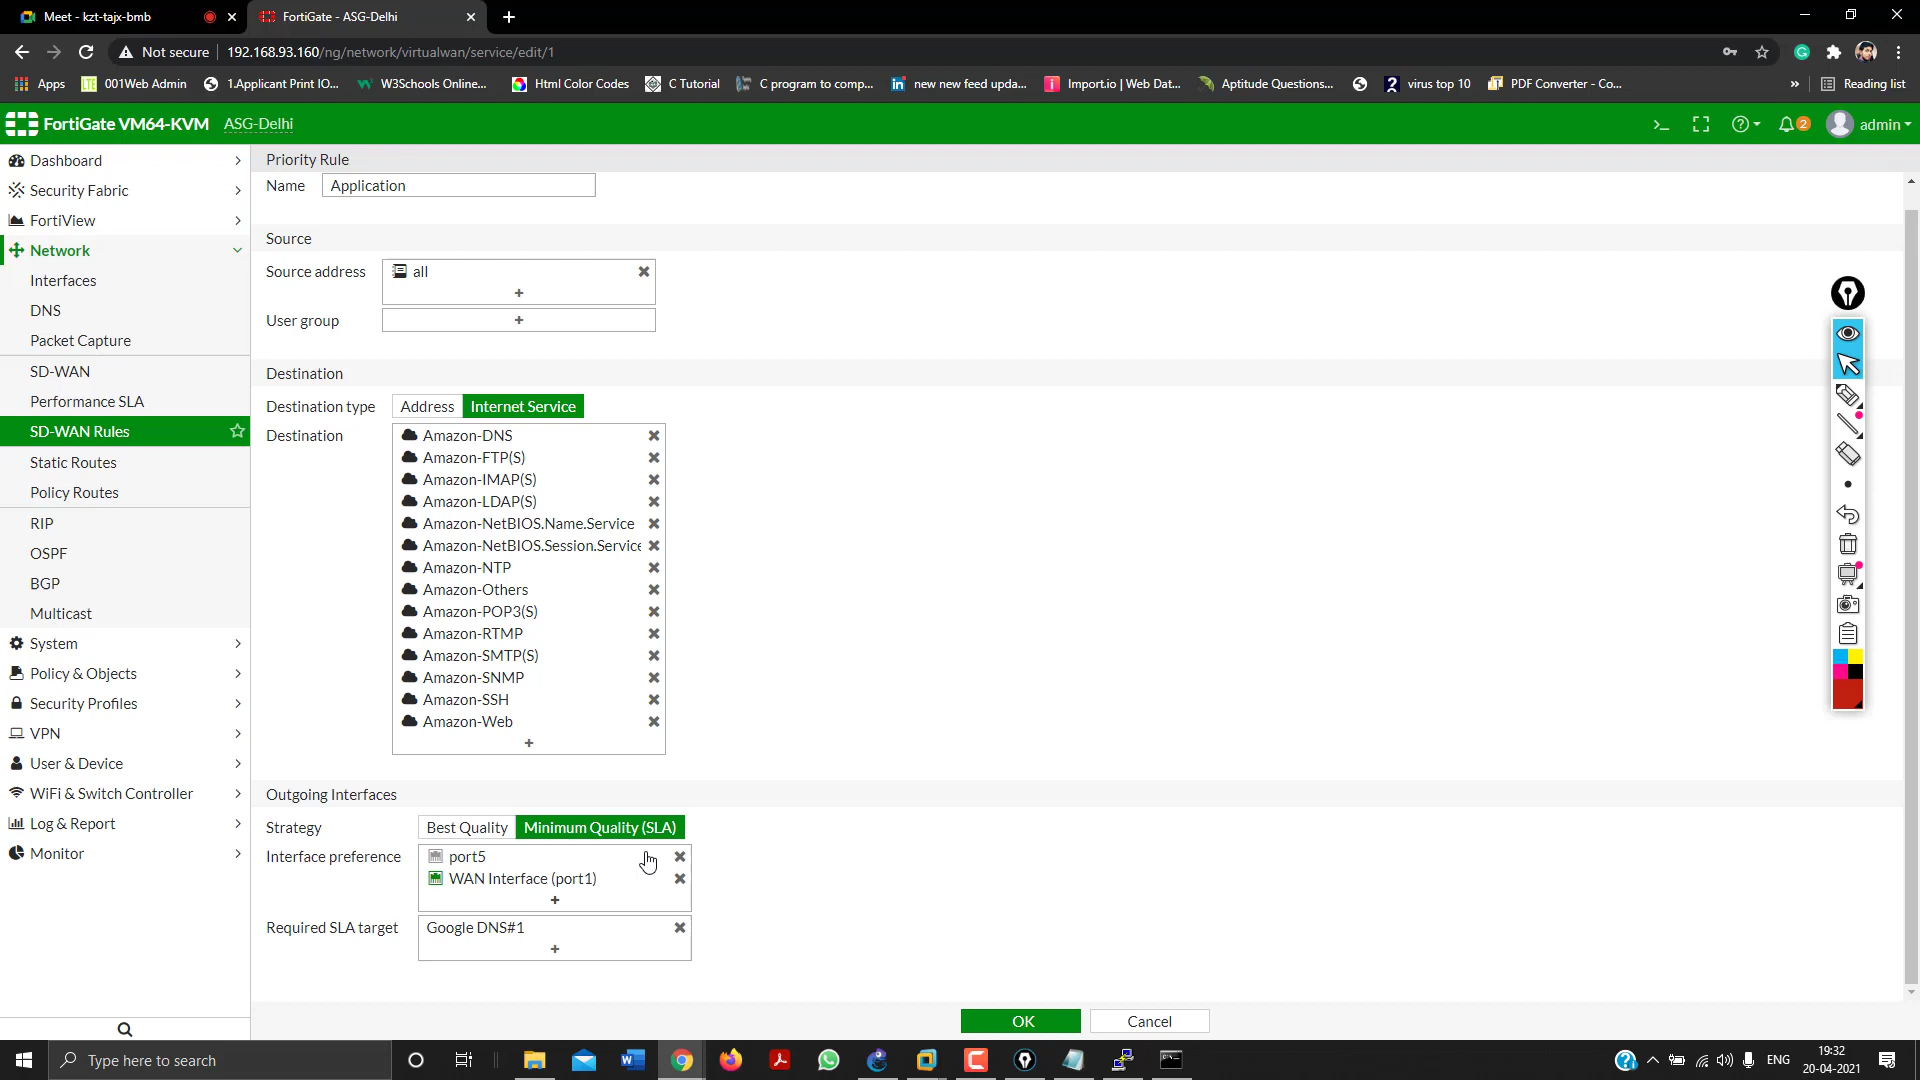 Meet - kzt-tajx-bmb
FortiGate - ASG-Delhi
Not secure | 192.168.93.160/ng/network/virtualwan/service/edit/1
Apps
001Web Admin
1.Applicant Print IO...
W3Schools Online...
Html Color Codes
C Tutorial
C program to comp...
new new feed upda...
Import.io | Web Dat...
Aptitude Questions...
virus top 10
PDF Converter - Co...
Reading list
FortiGate VM64-KVM
ASG-Delhi
2
admin
Dashboard
Security Fabric
FortiView
Network
Interfaces
DNS
Packet Capture
SD-WAN
Performance SLA
SD-WAN Rules
Static Routes
Policy Routes
RIP
OSPF
BGP
Multicast
System
Policy & Objects
Security Profiles
VPN
User & Device
WiFi & Switch Controller
Log & Report
Monitor
Priority Rule
Name Application
Source
Source address all
User group
Destination
Destination type Address Internet Service
Destination
Amazon-DNS
Amazon-FTP(S)
Amazon-IMAP(S)
Amazon-LDAP(S)
Amazon-NetBIOS.Name.Service
Amazon-NetBIOS.Session.Service
Amazon-NTP
Amazon-Others
Amazon-POP3(S)
Amazon-RTMP
Amazon-SMTP(S)
Amazon-SNMP
Amazon-SSH
Amazon-Web
Outgoing Interfaces
Strategy Best Quality Minimum Quality (SLA)
Interface preference port5
WAN Interface (port1)
Required SLA target Google DNS#1
OK Cancel
Type here to search
ENG
19:32
20-04-2021